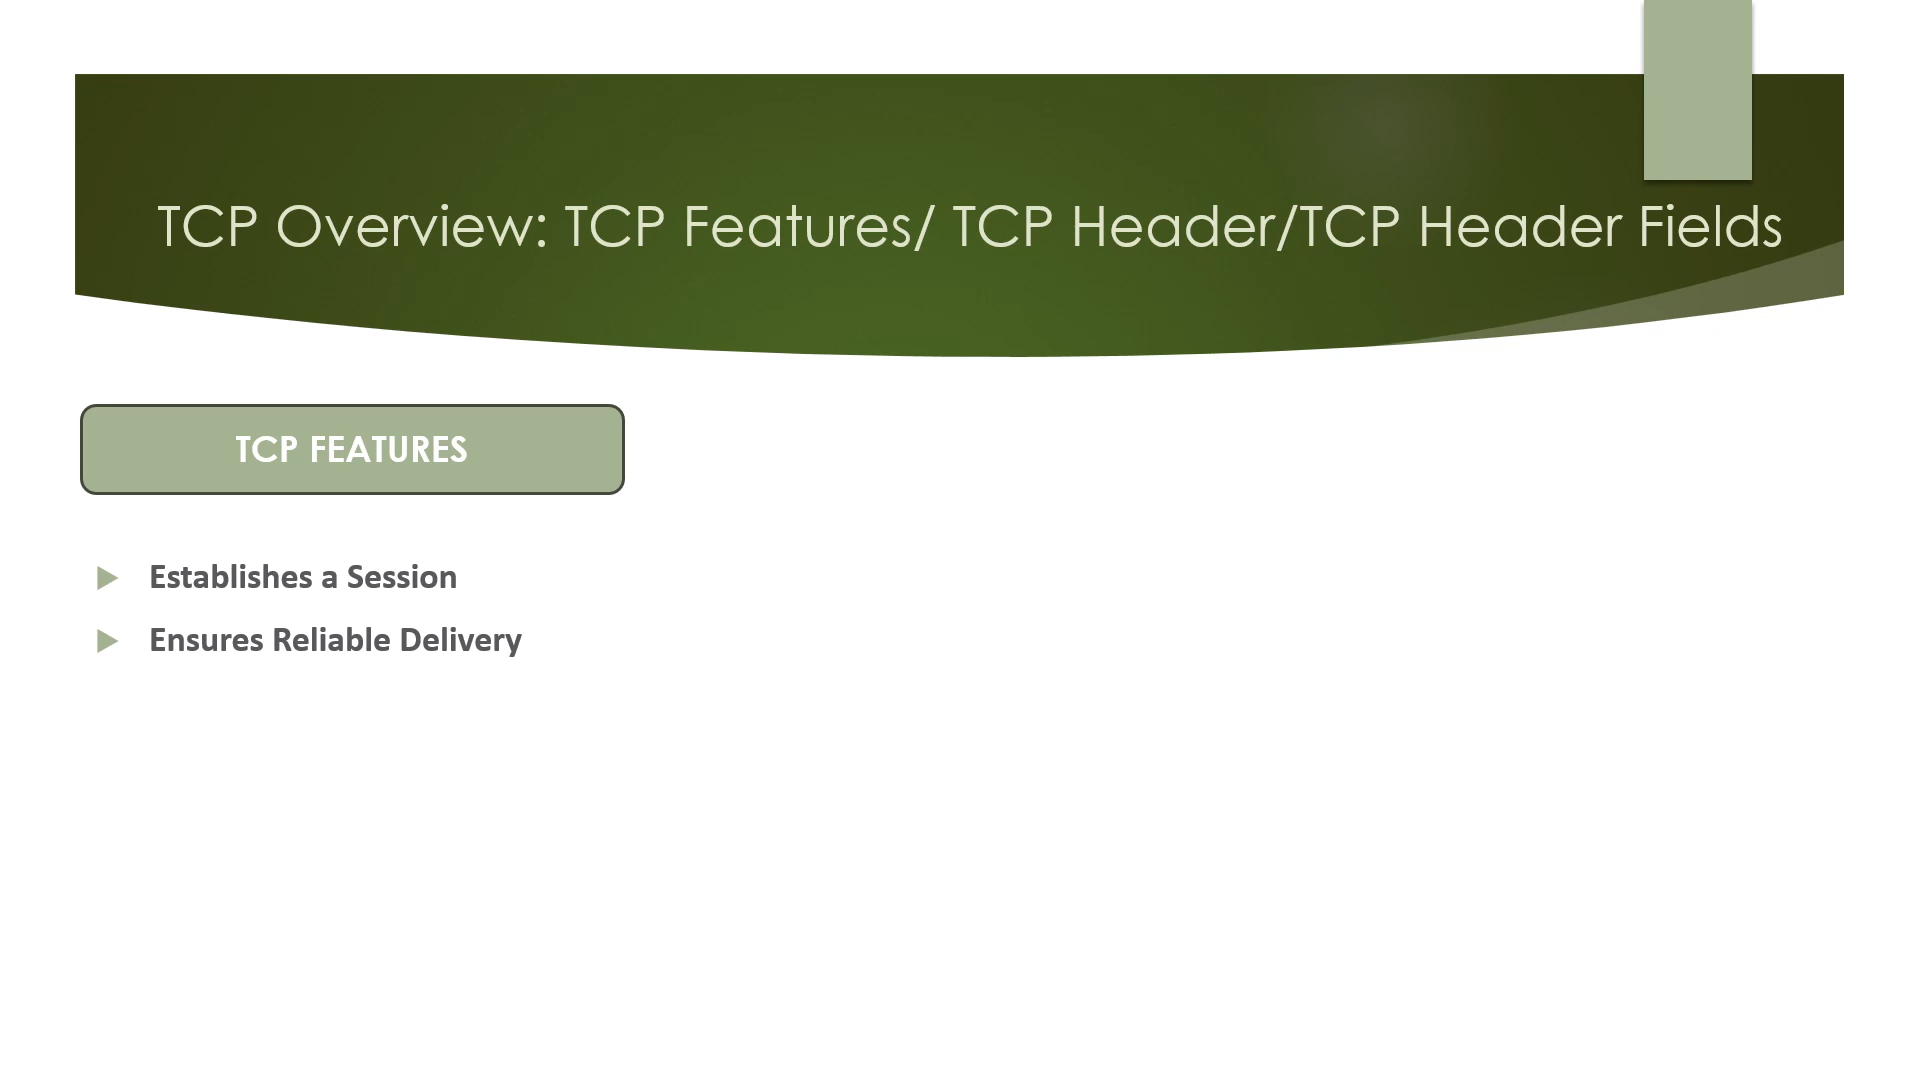 TCP Overview: TCP Features/ TCP Header/TCP Header Fields
TCP FEATURES
Establishes a Session
Ensures Reliable Delivery